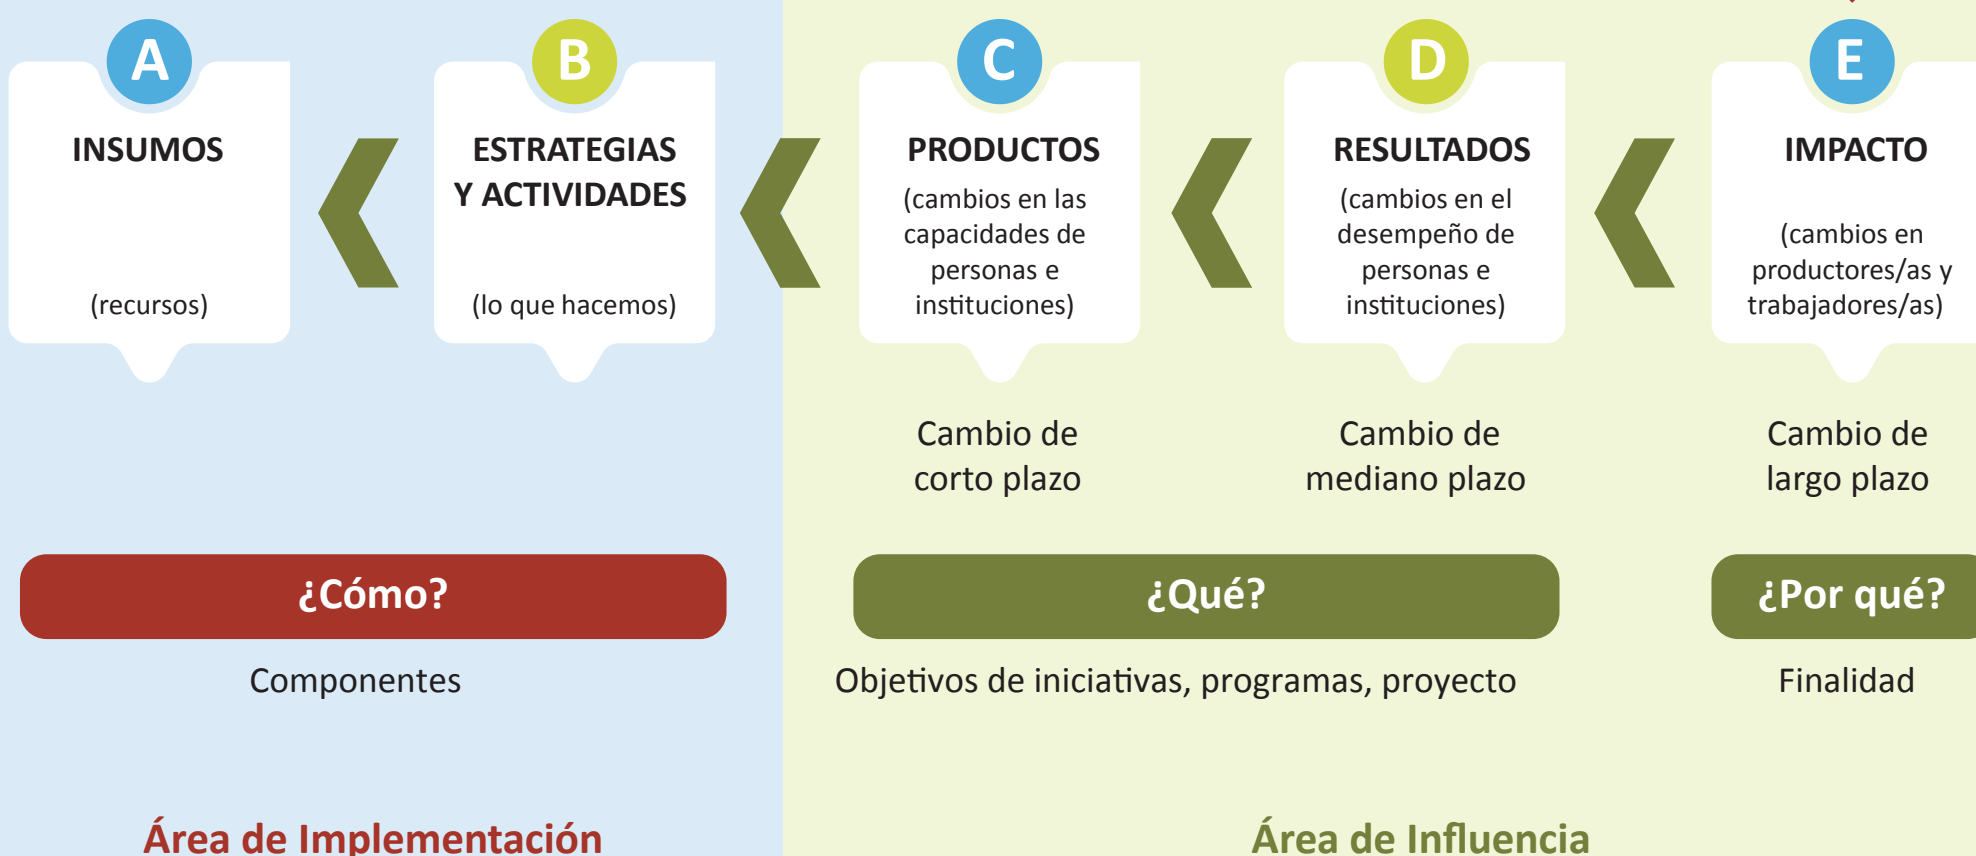 A
INSUMOS
(recursos)
B
ESTRATEGIAS
Y ACTIVIDADES
(lo que hacemos)
C
PRODUCTOS
(cambios en las
capacidades de
personas e
instituciones)
D
RESULTADOS
(cambios en el
desempeño de
personas e
instituciones)
E
IMPACTO
(cambios en
productores/as y
trabajadores/as)
Cambio de
corto plazo
Cambio de
mediano plazo
Cambio de
largo plazo
¿Cómo?
¿Qué?
¿Por qué?
Componentes
Objetivos de iniciativas, programas, proyecto
Finalidad
Área de Implementación
Área de Influencia